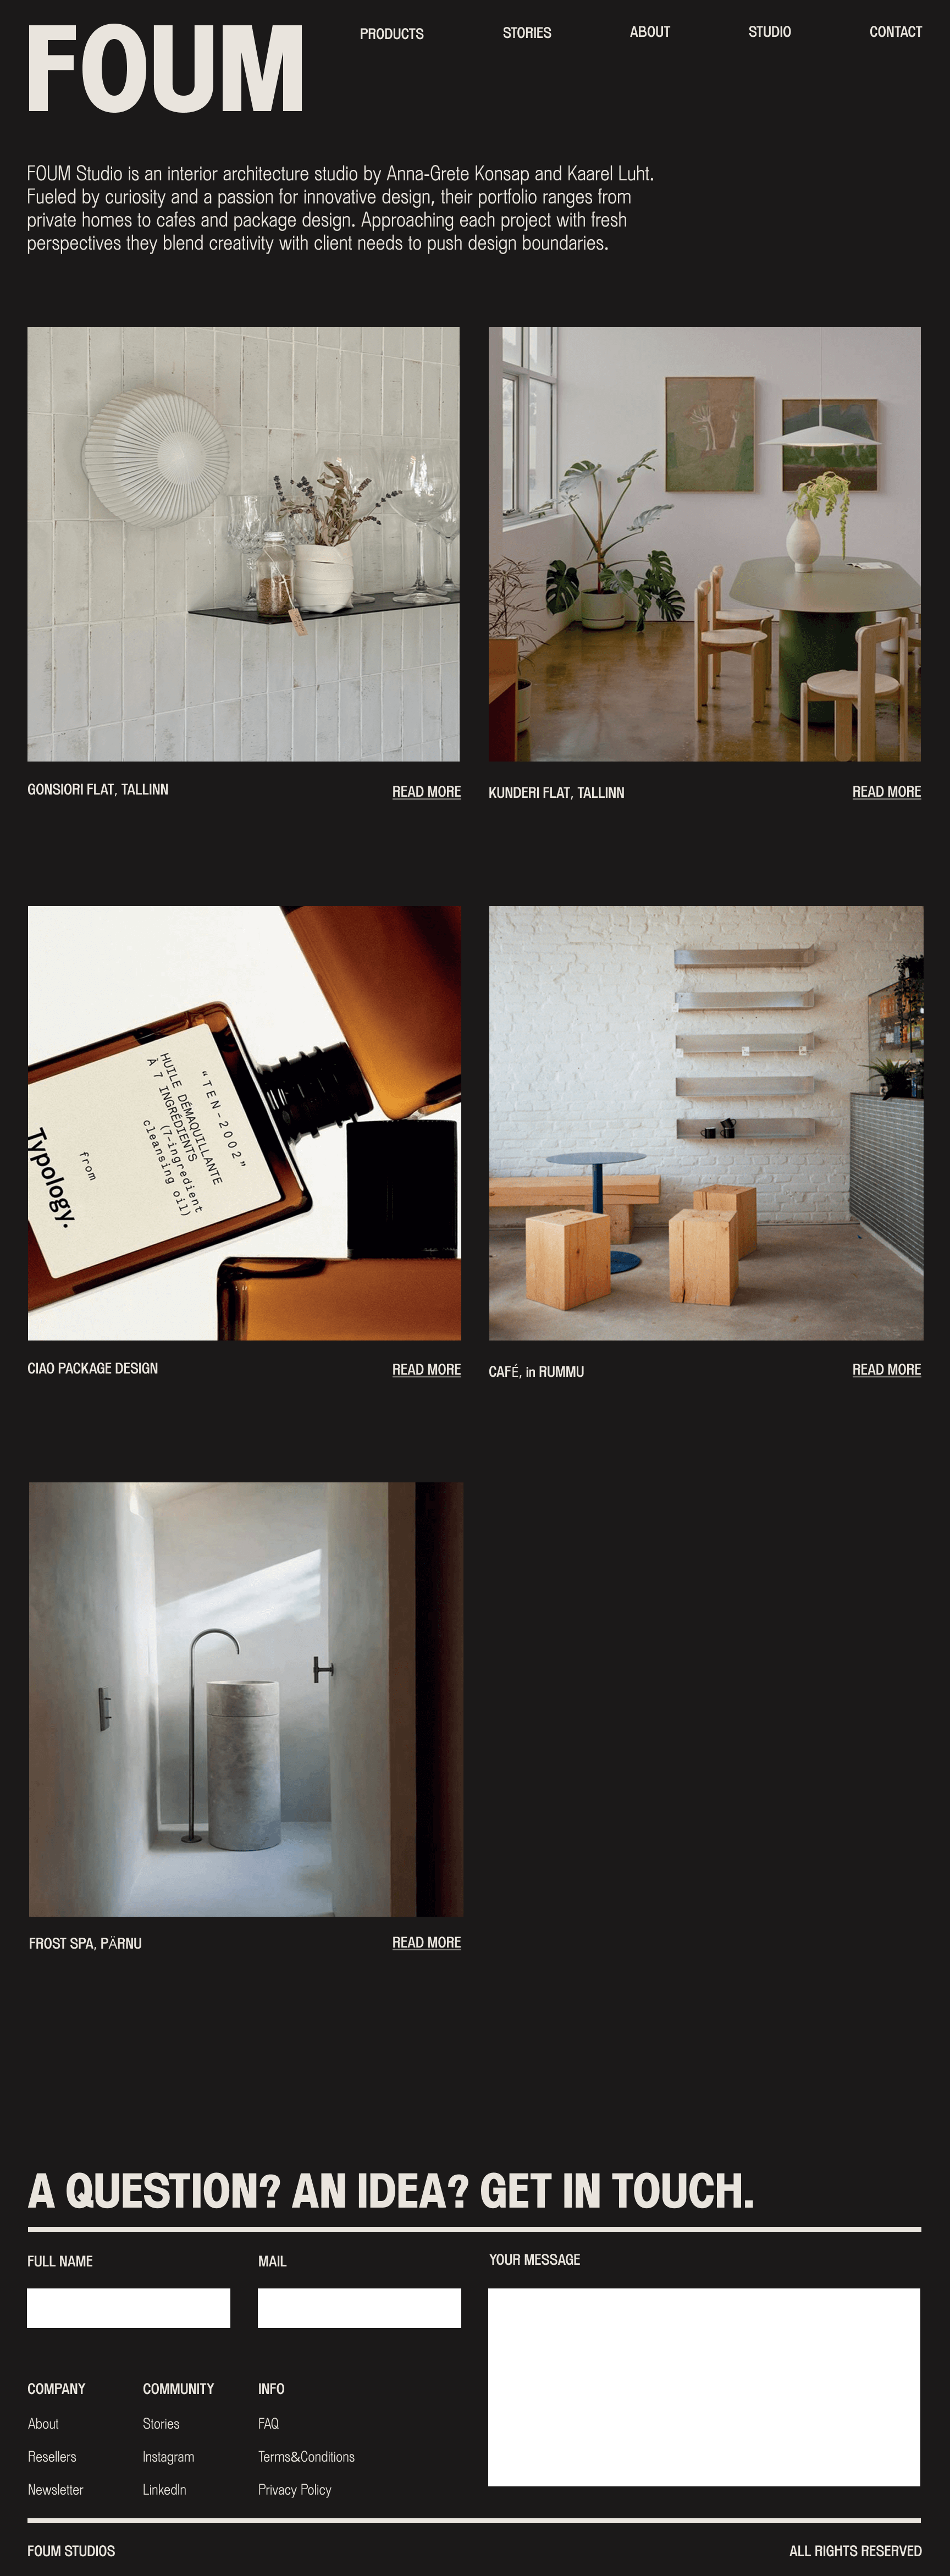 FOUM
PRODUCTS
STORIES
ABOUT
STUDIO
CONTACT
FOUM Studio is an interior architecture studio by Anna-Grete Konsap and Kaarel Luht.
Fueled by curiosity and a passion for innovative design, their portfolio ranges from
private homes to cafes and package design. Approaching each project with fresh
perspectives they blend creativity with client needs to push design boundaries.
GONSIORI FLAT, TALLINN
READ MORE
KUNDERI FLAT, TALLINN
READ MORE
"TEN-2002"
HUILE DÉMAQUILLANTE
À 7 INGRÉDIENTS
(7-ingredient
cleansing oil)
from
Typology.
CIAO PACKAGE DESIGN
READ MORE
CAFÉ, in RUMMU
READ MORE
FROST SPA, PÄRNU
READ MORE
A QUESTION? AN IDEA? GET IN TOUCH.
FULL NAME
MAIL
YOUR MESSAGE
COMPANY
About
Resellers
Newsletter
COMMUNITY
Stories
Instagram
LinkedIn
INFO
FAQ
Terms&Conditions
Privacy Policy
FOUM STUDIOS
ALL RIGHTS RESERVED